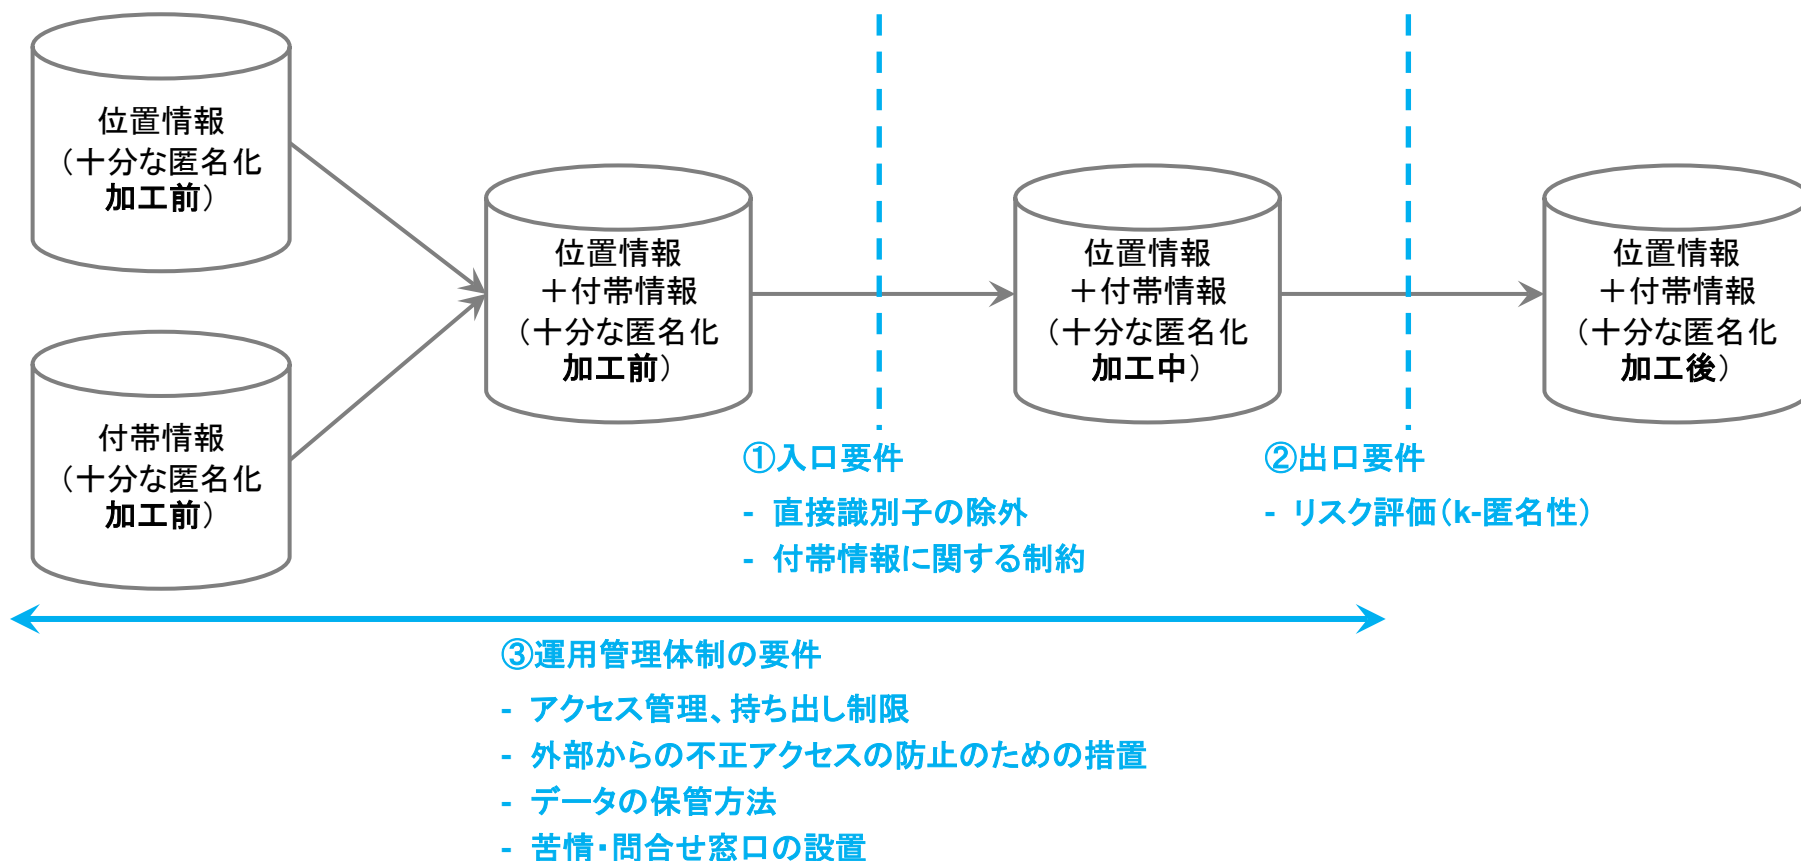 位置情報
（十分な匿名化
加工前）
付帯情報
（十分な匿名化
加工前）
位置情報
＋付帯情報
（十分な匿名化
加工前）
位置情報
＋付帯情報
（十分な匿名化
加工中）
位置情報
＋付帯情報
（十分な匿名化
加工後）
①入口要件
- 直接識別子の除外
- 付帯情報に関する制約
②出口要件
- リスク評価（k-匿名性）
③運用管理体制の要件
- アクセス管理、持ち出し制限
- 外部からの不正アクセスの防止のための措置
- データの保管方法
- 苦情・問合せ窓口の設置